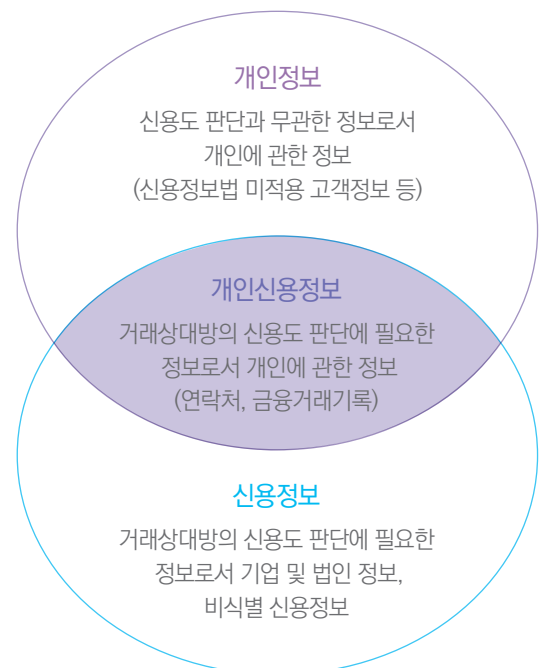 개인정보
신용도 판단과 무관한 정보로서
개인에 관한 정보
(신용정보법 미적용 고객정보 등)
개인신용정보
거래상대방의 신용도 판단에 필요한
정보로서 개인에 관한 정보
(연락처, 금융거래기록)
신용정보
거래상대방의 신용도 판단에 필요한
정보로서 기업 및 법인 정보,
비식별 신용정보